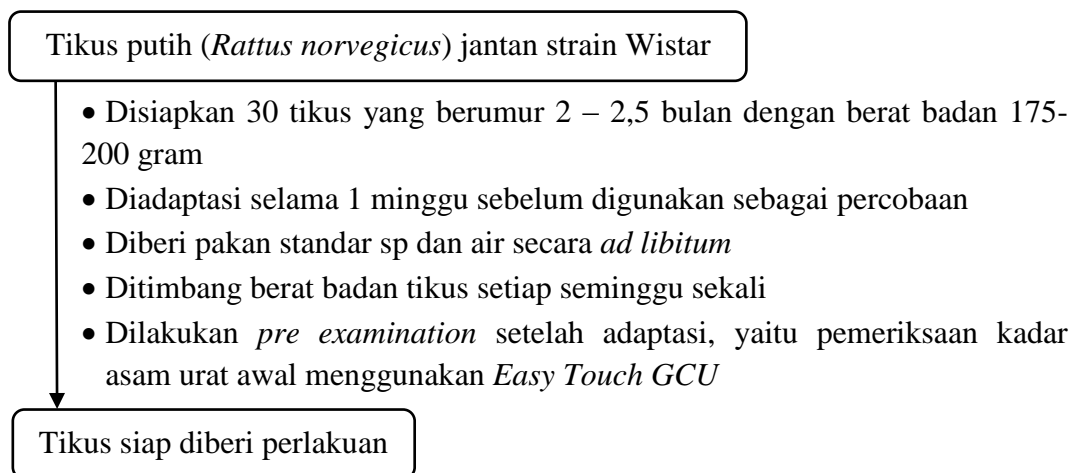 Tikus putih (Rattus norvegicus) jantan strain Wistar
• Disiapkan 30 tikus yang berumur 2 – 2,5 bulan dengan berat badan 175-
200 gram
• Diadaptasi selama 1 minggu sebelum digunakan sebagai percobaan
• Diberi pakan standar sp dan air secara ad libitum
• Ditimbang berat badan tikus setiap seminggu sekali
• Dilakukan pre examination setelah adaptasi, yaitu pemeriksaan kadar
asam urat awal menggunakan Easy Touch GCU
Tikus siap diberi perlakuan